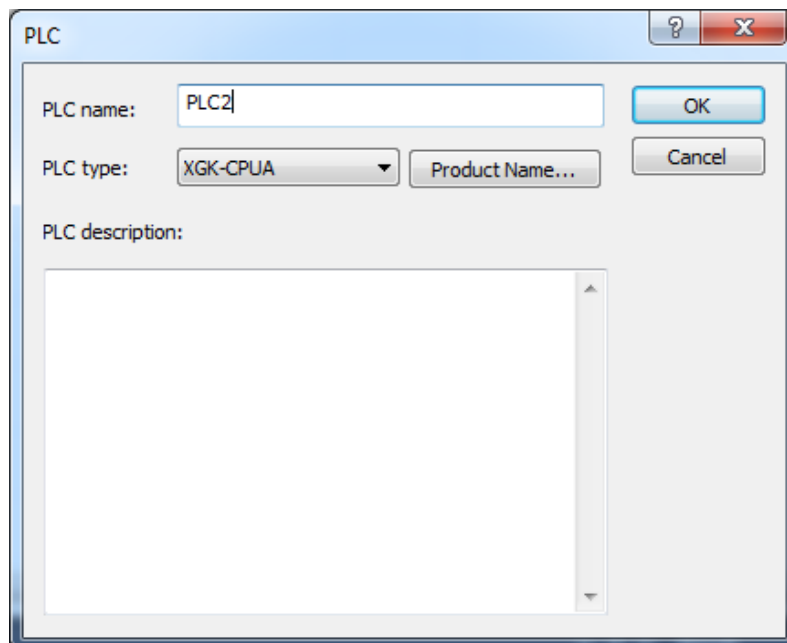 PLC
PLC name: PLC2 OK
PLC type: XGK-CPUA Product Name... Cancel
PLC description: